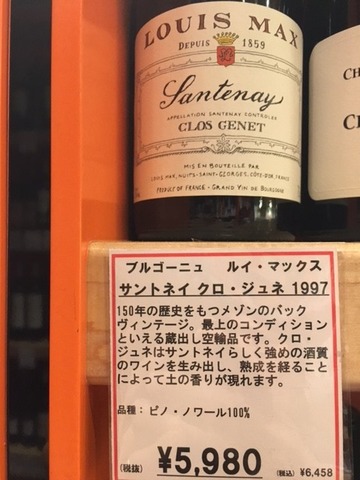 LOUIS MAX
DEPUIS 1859
Santenay
APPELLATION SANTENAY CONTRÔLÉE
CLOS GENET
MIS EN BOUTEILLE PAR
LOUIS MAX, NUITS-SAINT-GEORGES, CÔTE-D'OR, FRANCE
PRODUCT OF FRANCE - GRAND VIN DE BOURGOGNE
CH
C
ブルゴーニュ ルイ・マックス
サントネイ クロ・ジュネ 1997
150年の歴史をもつメゾンのバック
ヴィンテージ。最上のコンディション
といえる蔵出し空輸品です。クロ・
ジュネはサントネイらしく強めの酒質
のワインを生み出し、熟成を経ること
によって土の香りが現れます。
品種:ピノ・ノワール100%
(税抜) ¥5,980 (税込) ¥6,458